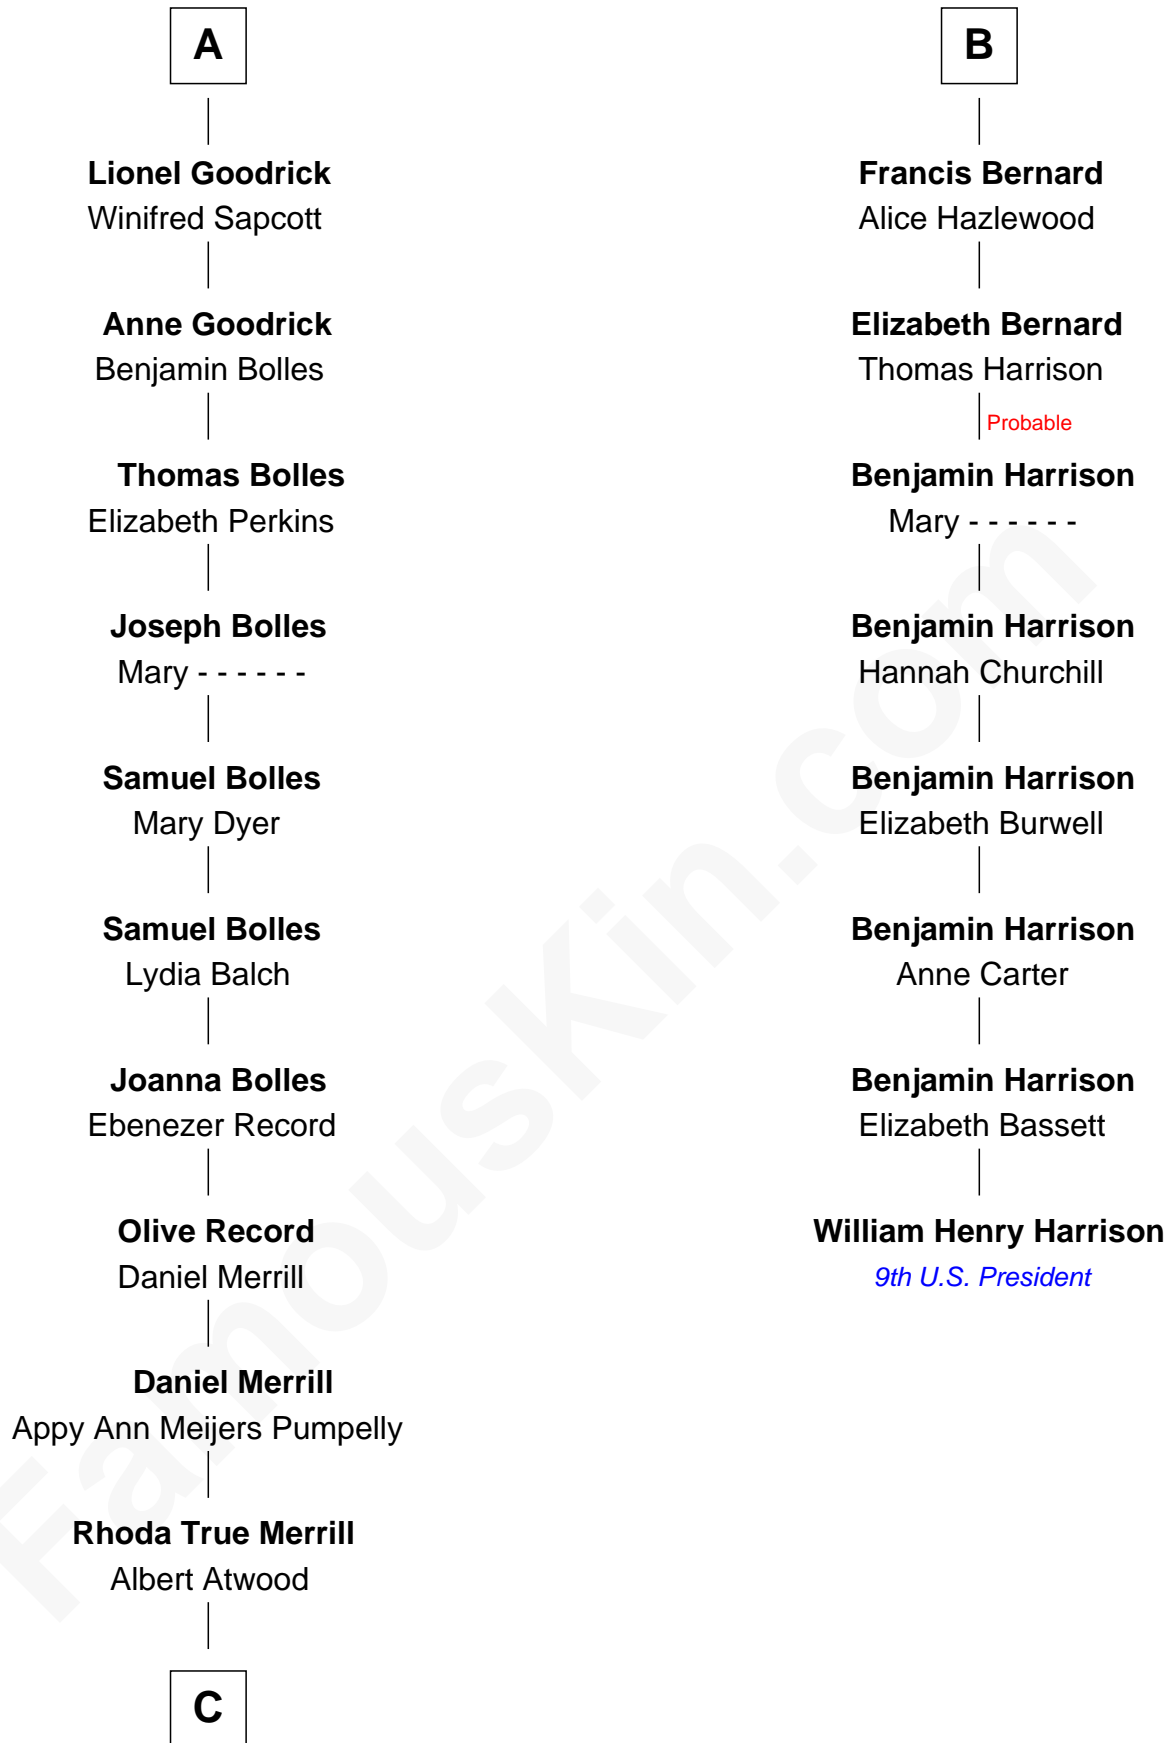 A
Lionel Goodrick
Winifred Sapcott
Anne Goodrick
Benjamin Bolles
Thomas Bolles
Elizabeth Perkins
Joseph Bolles
Mary - - - - - -
Samuel Bolles
Mary Dyer
Samuel Bolles
Lydia Balch
Joanna Bolles
Ebenezer Record
Olive Record
Daniel Merrill
Daniel Merrill
Appy Ann Meijers Pumpelly
Rhoda True Merrill
Albert Atwood
C
B
Francis Bernard
Alice Hazlewood
Elizabeth Bernard
Thomas Harrison
Probable
Benjamin Harrison
Mary - - - - - -
Benjamin Harrison
Hannah Churchill
Benjamin Harrison
Elizabeth Burwell
Benjamin Harrison
Anne Carter
Benjamin Harrison
Elizabeth Bassett
William Henry Harrison
9th U.S. President
FamousKin.com